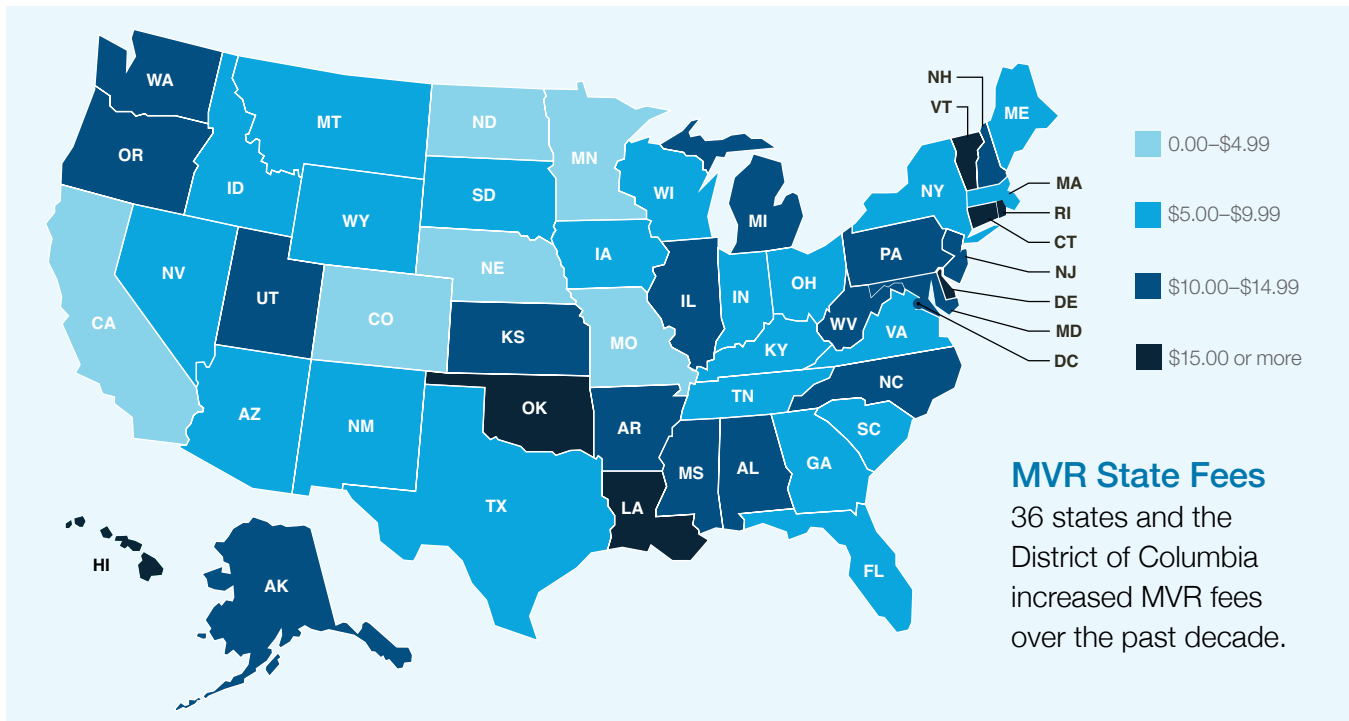 WA
OR
CA
NV
ID
MT
WY
UT
CO
AZ
NM
ND
SD
NE
KS
OK
TX
MN
IA
MO
AR
LA
WI
IL
MI
IN
OH
KY
TN
MS
AL
GA
FL
SC
NC
VA
WV
PA
NY
ME
NH
VT
MA
RI
CT
NJ
DE
MD
DC
HI
AK
0.00–$4.99
$5.00–$9.99
$10.00–$14.99
$15.00 or more
MVR State Fees
36 states and the
District of Columbia
increased MVR fees
over the past decade.